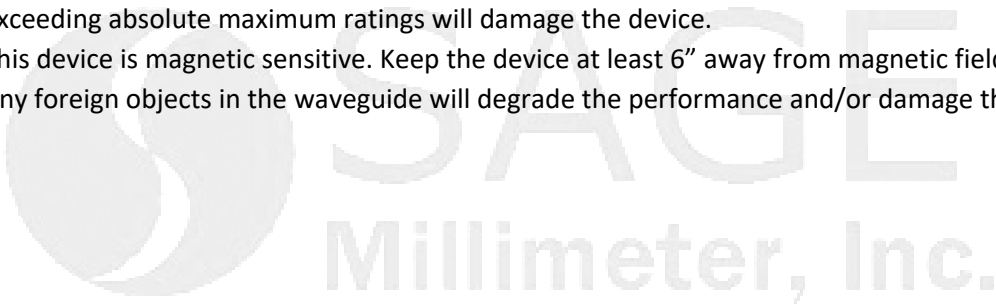 xceeding absolute maximum ratings will damage the device.
his device is magnetic sensitive. Keep the device at least 6” away from magnetic field
ny foreign objects in the waveguide will degrade the performance and/or damage th
SAGE
Millimeter, Inc.